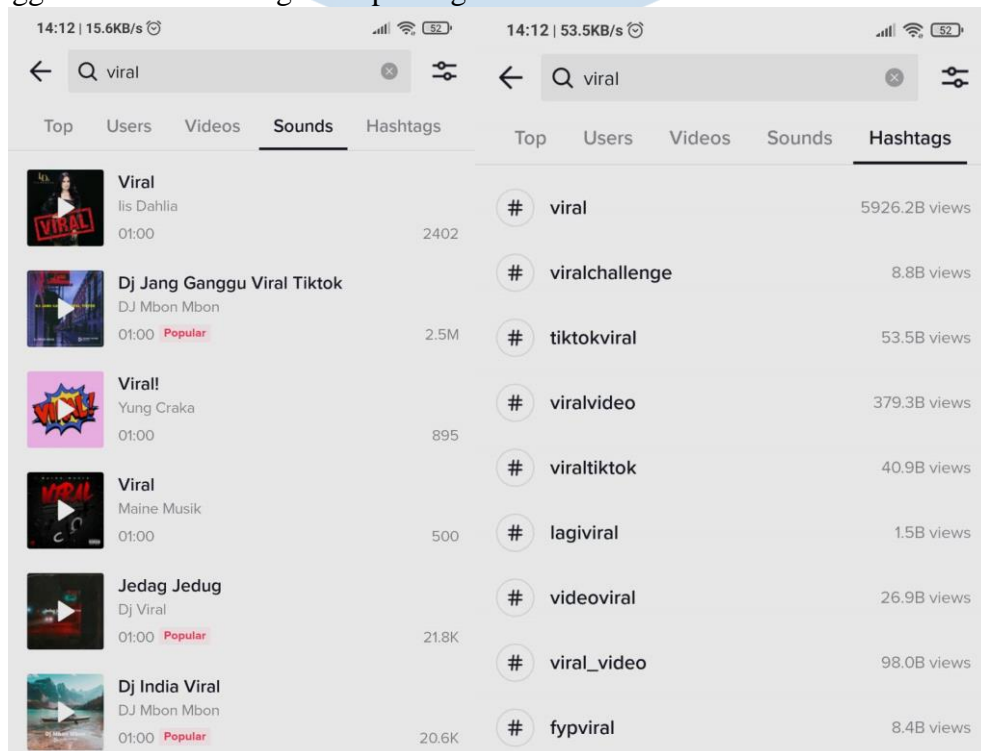 14:12 | 15.6KB/s
52
viral
Top Users Videos Sounds Hashtags
VIRAL
Viral
Iis Dahlia
01:00 2402
Dj Jang Ganggu Viral Tiktok
DJ Mbon Mbon
01:00 Popular 2.5M
VIRAL!
Viral!
Yung Craka
01:00 895
VIRAL
Viral
Maine Musik
01:00 500
Jedag Jedug
Dj Viral
01:00 Popular 21.8K
Dj India Viral
DJ Mbon Mbon
01:00 Popular 20.6K
14:12 | 53.5KB/s
52
viral
Top Users Videos Sounds Hashtags
# viral 5926.2B views
# viralchallenge 8.8B views
# tiktokviral 53.5B views
# viralvideo 379.3B views
# viraltiktok 40.9B views
# lagiviral 1.5B views
# videoviral 26.9B views
# viral_video 98.0B views
# fypviral 8.4B views